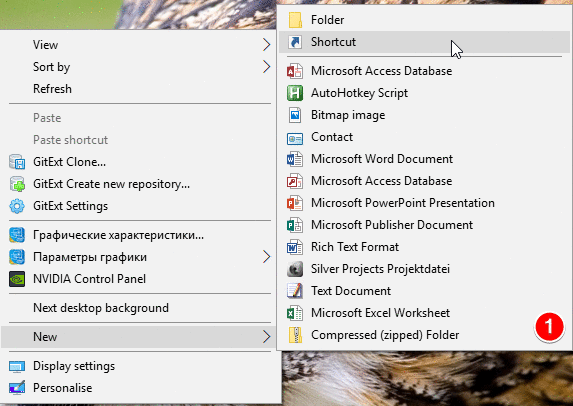 View
Sort by
Refresh
Paste
Paste shortcut
GitExt Clone...
GitExt Create new repository...
GitExt Settings
Графические характеристики...
Параметры графики
NVIDIA Control Panel
Next desktop background
New
Display settings
Personalise
Folder
Shortcut
Microsoft Access Database
AutoHotkey Script
Bitmap image
Contact
Microsoft Word Document
Microsoft Access Database
Microsoft PowerPoint Presentation
Microsoft Publisher Document
Rich Text Format
Silver Projects Projektdatei
Text Document
Microsoft Excel Worksheet
Compressed (zipped) Folder
1